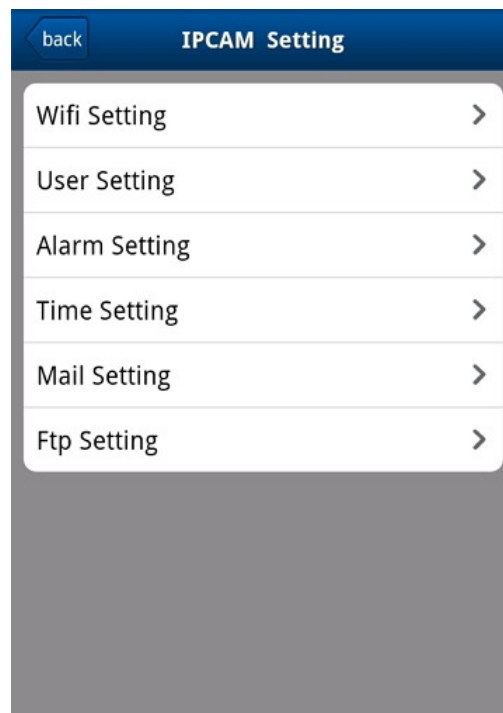 back
IPCAM Setting
Wifi Setting
User Setting
Alarm Setting
Time Setting
Mail Setting
Ftp Setting